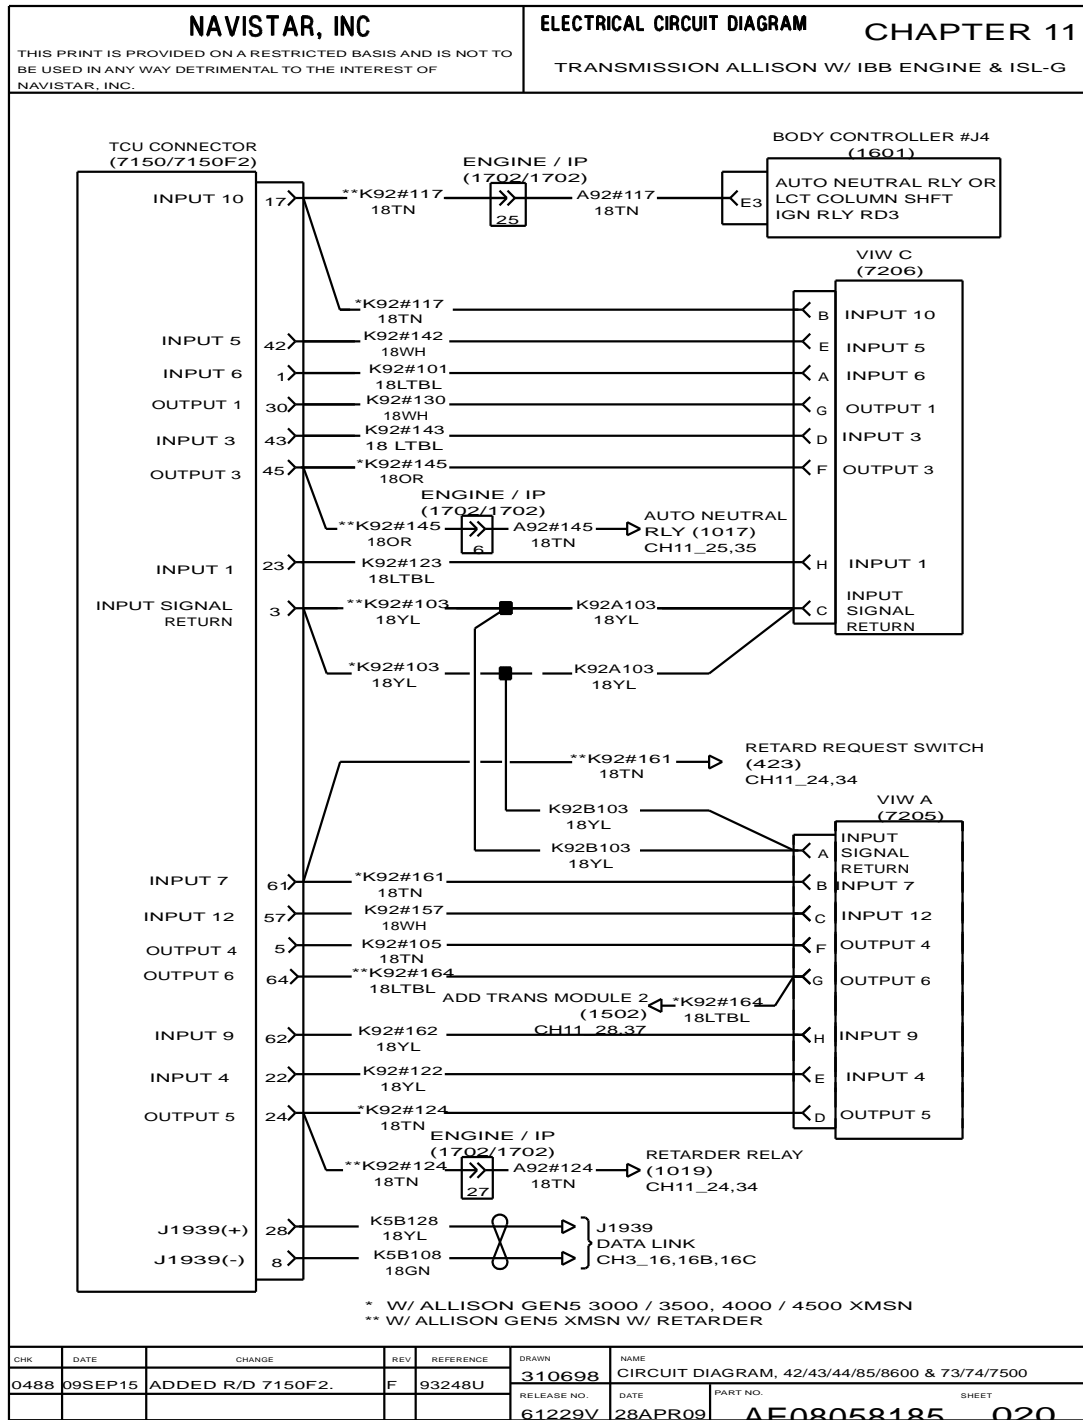 NAVISTAR, INC
THIS PRINT IS PROVIDED ON A RESTRICTED BASIS AND IS NOT TO
BE USED IN ANY WAY DETRIMENTAL TO THE INTEREST OF
NAVISTAR, INC.
ELECTRICAL CIRCUIT DIAGRAM
CHAPTER 11
TRANSMISSION ALLISON W/ IBB ENGINE & ISL-G
TCU CONNECTOR
(7150/7150F2)
ENGINE / IP
(1702/1702)
BODY CONTROLLER #J4
(1601)
INPUT 10
17
**K92#117
18TN
25
A92#117
18TN
E3
AUTO NEUTRAL RLY OR
LCT COLUMN SHFT
IGN RLY RD3
VIW C
(7206)
*K92#117
18TN
B
INPUT 10
INPUT 5
42
K92#142
18WH
E
INPUT 5
INPUT 6
1
K92#101
18LTBL
A
INPUT 6
OUTPUT 1
30
K92#130
18WH
G
OUTPUT 1
INPUT 3
43
K92#143
18 LTBL
D
INPUT 3
OUTPUT 3
45
*K92#145
18OR
F
OUTPUT 3
ENGINE / IP
(1702/1702)
**K92#145
18OR
6
A92#145
18TN
AUTO NEUTRAL
RLY (1017)
CH11_25,35
INPUT 1
23
K92#123
18LTBL
H
INPUT 1
INPUT SIGNAL
RETURN
3
**K92#103
18YL
K92A103
18YL
C
INPUT
SIGNAL
RETURN
*K92#103
18YL
K92A103
18YL
**K92#161
18TN
RETARD REQUEST SWITCH
(423)
CH11_24,34
VIW A
(7205)
K92B103
18YL
K92B103
18YL
A
INPUT
SIGNAL
RETURN
INPUT 7
61
*K92#161
18TN
B
INPUT 7
INPUT 12
57
K92#157
18WH
C
INPUT 12
OUTPUT 4
5
K92#105
18TN
F
OUTPUT 4
OUTPUT 6
64
**K92#164
18LTBL
G
OUTPUT 6
ADD TRANS MODULE 2
(1502)
CH11_28,37
*K92#164
18LTBL
INPUT 9
62
K92#162
18YL
H
INPUT 9
INPUT 4
22
K92#122
18YL
E
INPUT 4
OUTPUT 5
24
*K92#124
18TN
D
OUTPUT 5
ENGINE / IP
(1702/1702)
**K92#124
18TN
27
A92#124
18TN
RETARDER RELAY
(1019)
CH11_24,34
J1939(+)
28
K5B128
18YL
J1939(-)
8
K5B108
18GN
J1939
DATA LINK
CH3_16,16B,16C
* W/ ALLISON GEN5 3000 / 3500, 4000 / 4500 XMSN
** W/ ALLISON GEN5 XMSN W/ RETARDER
CHK DATE CHANGE REV REFERENCE
0488 09SEP15 ADDED R/D 7150F2. F 93248U
DRAWN
310698
NAME
CIRCUIT DIAGRAM, 42/43/44/85/8600 & 73/74/7500
RELEASE NO.
61229V
DATE
28APR09
PART NO.
AE08058185
SHEET
020